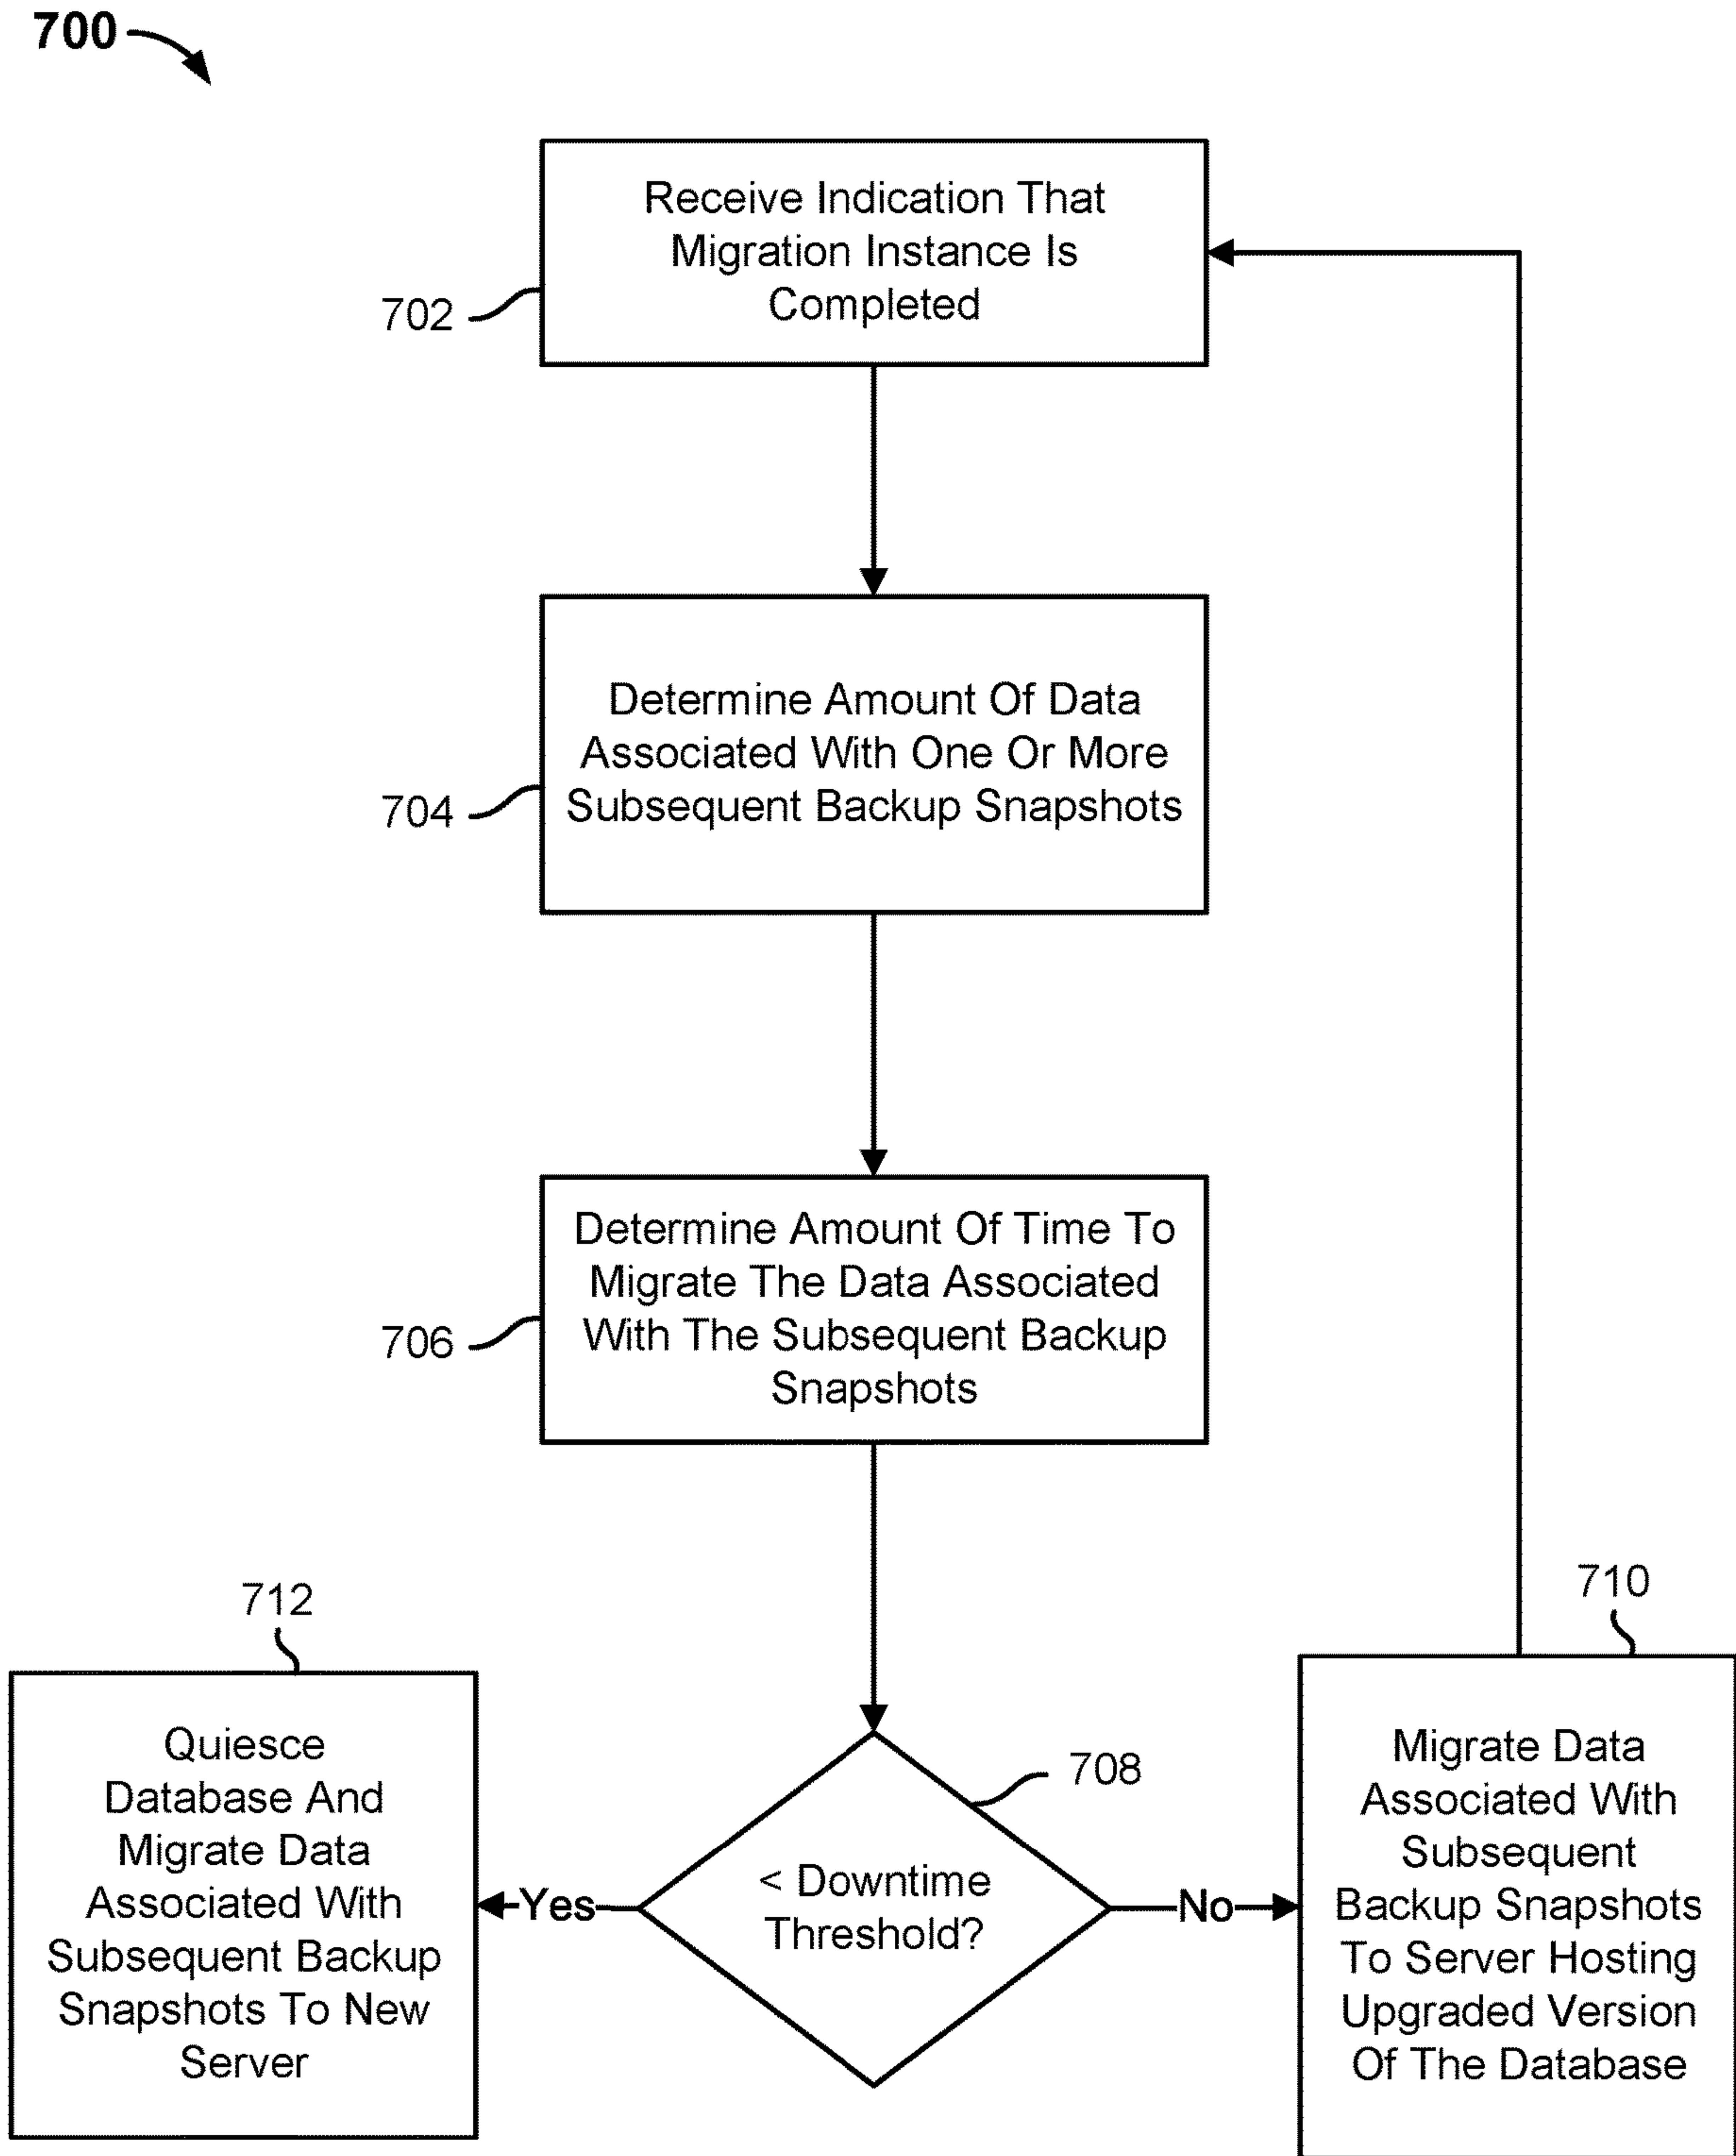 700
Receive Indication That
Migration Instance Is
Completed
702
Determine Amount Of Data
Associated With One Or More
Subsequent Backup Snapshots
704
Determine Amount Of Time To
Migrate The Data Associated
With The Subsequent Backup
Snapshots
706
< Downtime
Threshold?
708
Yes
No
712
Quiesce
Database And
Migrate Data
Associated With
Subsequent Backup
Snapshots To New
Server
710
Migrate Data
Associated With
Subsequent
Backup Snapshots
To Server Hosting
Upgraded Version
Of The Database